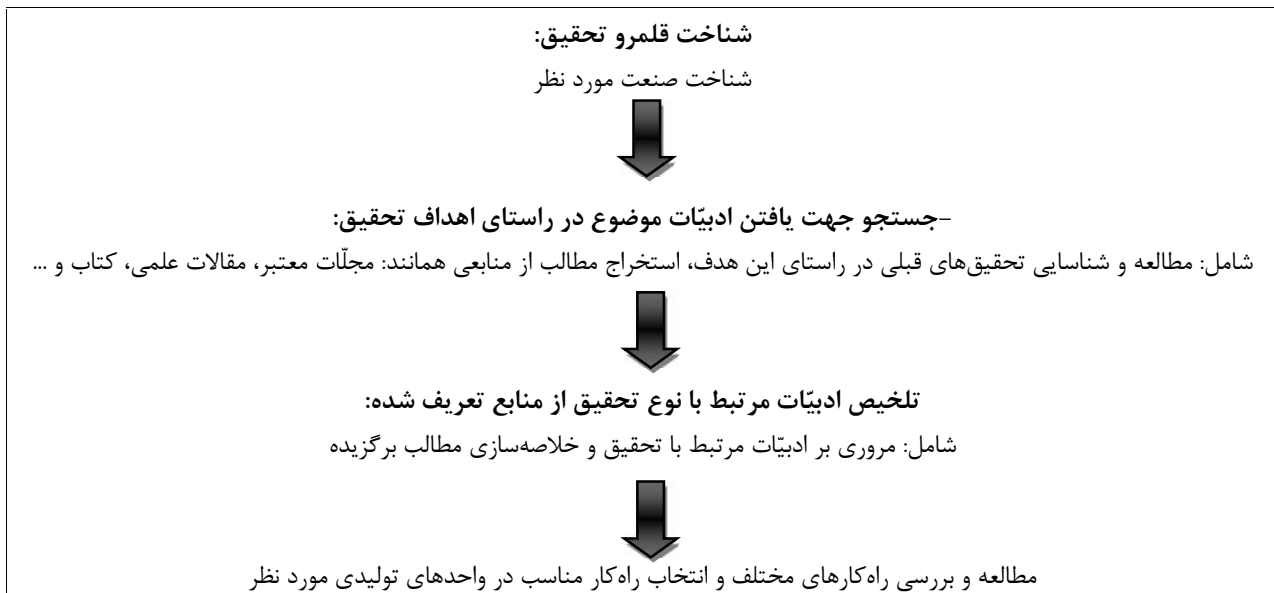 شناخت قلمرو تحقیق:
شناخت صنعت مورد نظر
-جستجو جهت یافتن ادبیّات موضوع در راستای اهداف تحقیق:
شامل: مطالعه و شناسایی تحقیق‌های قبلی در راستای این هدف، استخراج مطالب از منابعی همانند: مجلّات معتبر، مقالات علمی، کتاب و ...
تلخیص ادبیّات مرتبط با نوع تحقیق از منابع تعریف شده:
شامل: مروری بر ادبیّات مرتبط با تحقیق و خلاصه‌سازی مطالب برگزیده
مطالعه و بررسی راه‌کارهای مختلف و انتخاب راه‌کار مناسب در واحدهای تولیدی مورد نظر